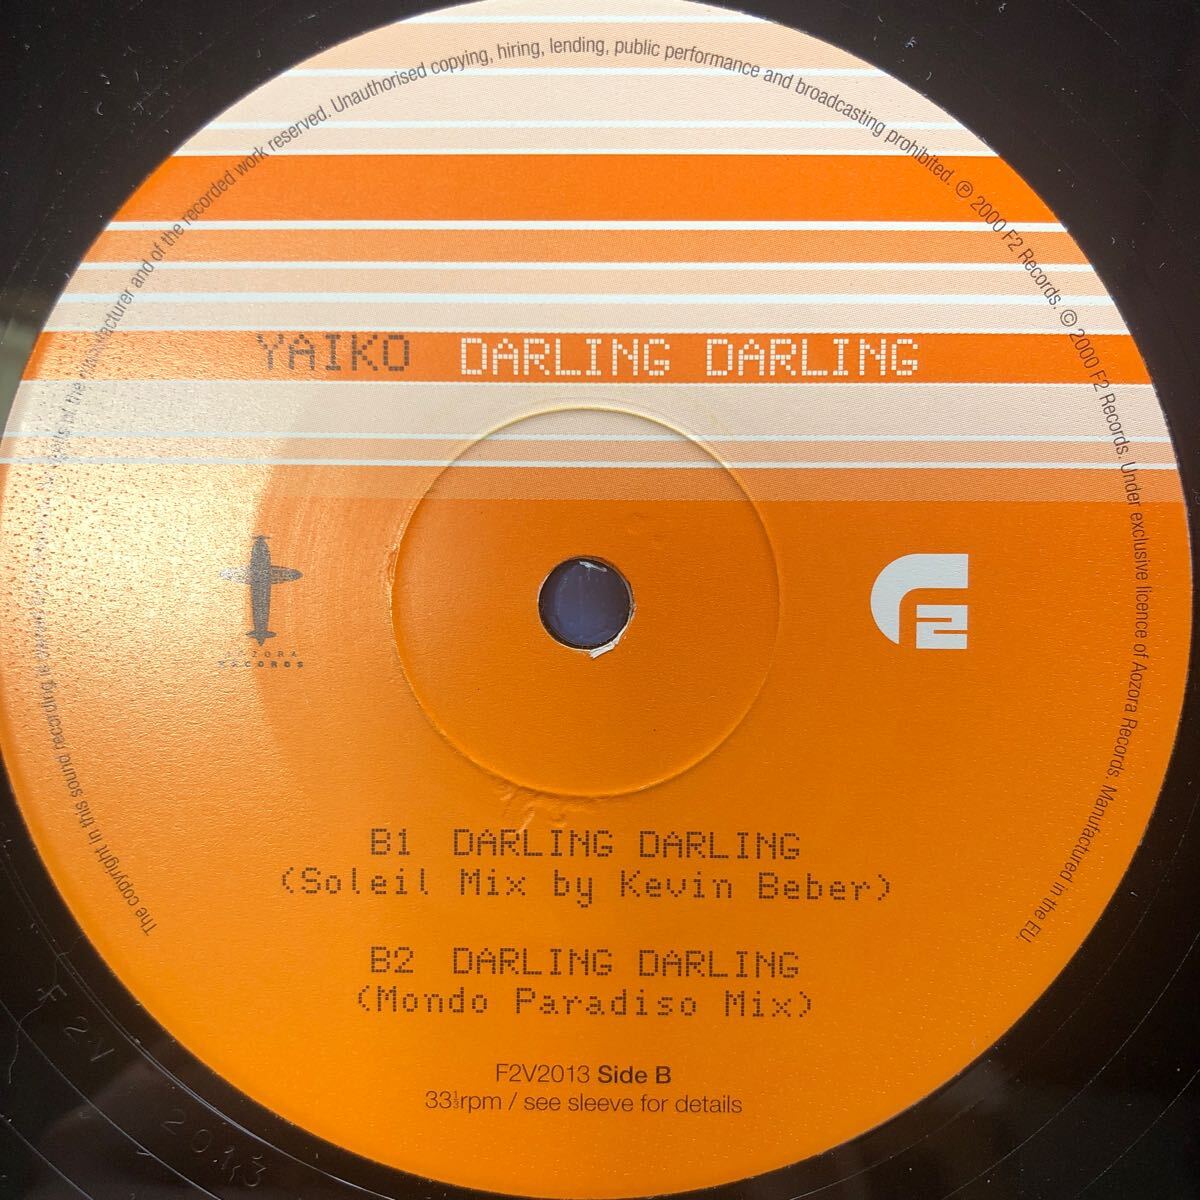 The copyright in this sound recording is of the manufacturer and of the recorded work reserved. Unauthorised copying, hiring, lending, public performance and broadcasting prohibited. ℗ 2000 F2 Records. © 2000 F2 Records. Under exclusive licence of Aozora Records. Manufactured in the EU.
YAIKO DARLING DARLING
AOZORA
RECORDS
F2
B1 DARLING DARLING
(Soleil Mix by Kevin Beber)
B2 DARLING DARLING
(Mondo Paradiso Mix)
F2V2013 Side B
33⅓rpm / see sleeve for details
F2V 2013